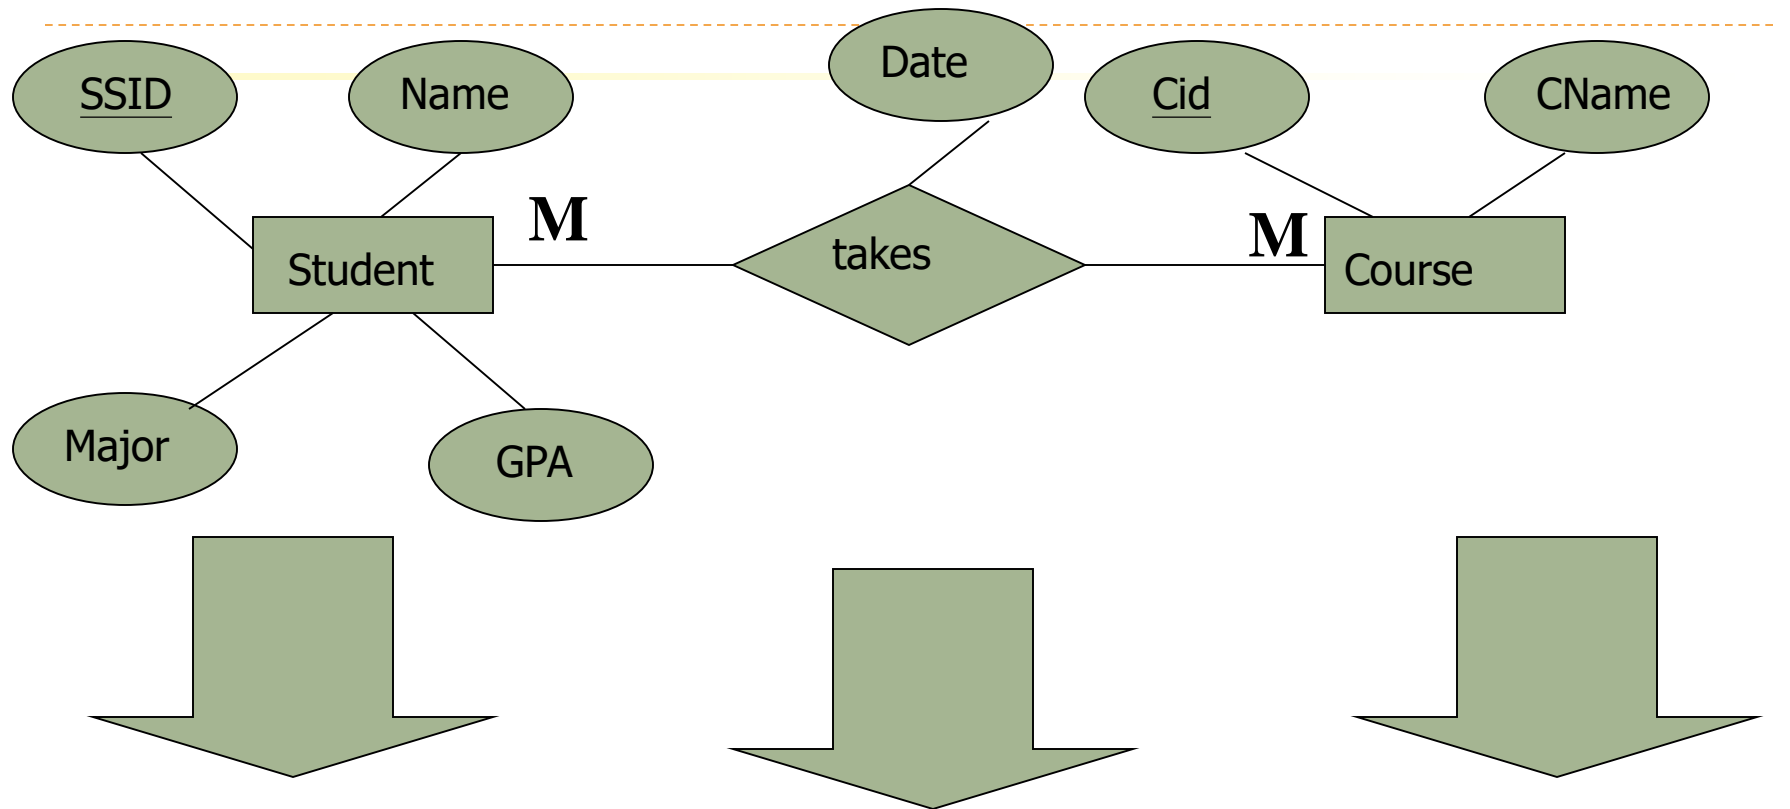 SSID
Name
Date
Cid
CName
M
M
Student
takes
Course
Major
GPA